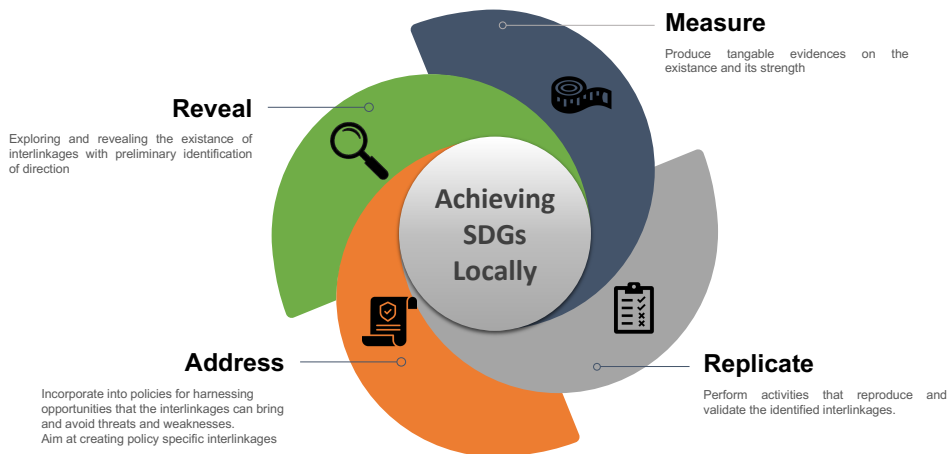 Measure
Produce tangable evidences on the
existance and its strength
Reveal
Exploring and revealing the existance of
interlinkages with preliminary identification
of direction
Achieving
SDGs
Locally
Address
Incorporate into policies for harnessing
opportunities that the interlinkages can bring
and avoid threats and weaknesses.
Aim at creating policy specific interlinkages
Replicate
Perform activities that reproduce and
validate the identified interlinkages.